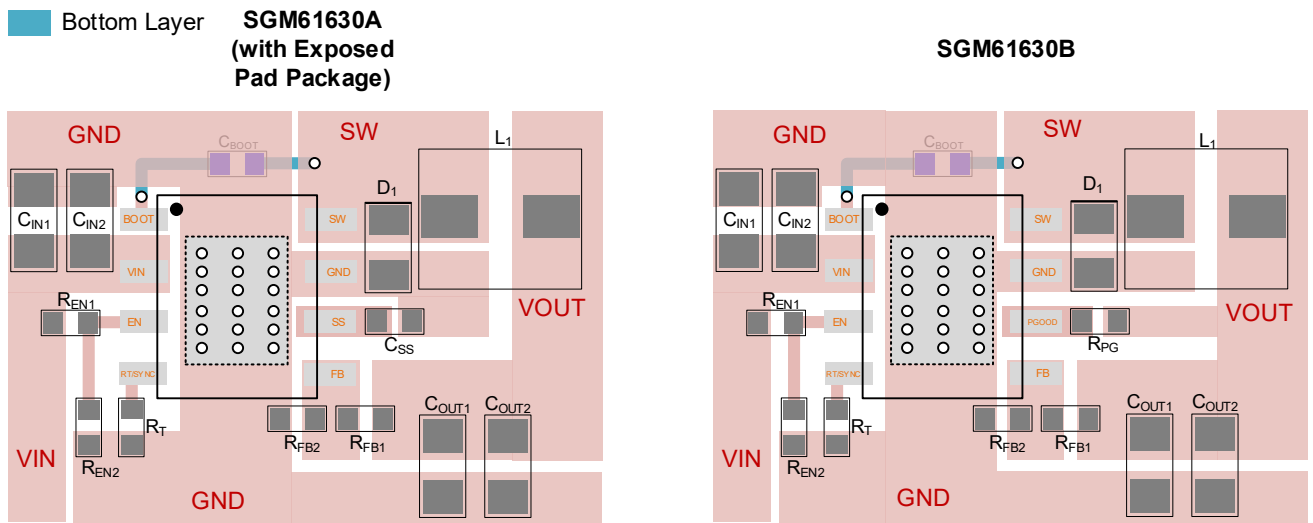 Bottom Layer
SGM61630A
(with Exposed
Pad Package)
GND
SW
CBOOT
L1
D1
CIN1
CIN2
BOOT
SW
VIN
GND
REN1
EN
SS
CSS
VOUT
RT/SYNC
FB
COUT1
COUT2
RT
RFB2
RFB1
VIN
REN2
GND
SGM61630B
GND
SW
CBOOT
L1
D1
CIN1
CIN2
BOOT
SW
VIN
GND
REN1
EN
PGOOD
RPG
VOUT
RT/SYNC
FB
COUT1
COUT2
RT
RFB2
RFB1
VIN
REN2
GND